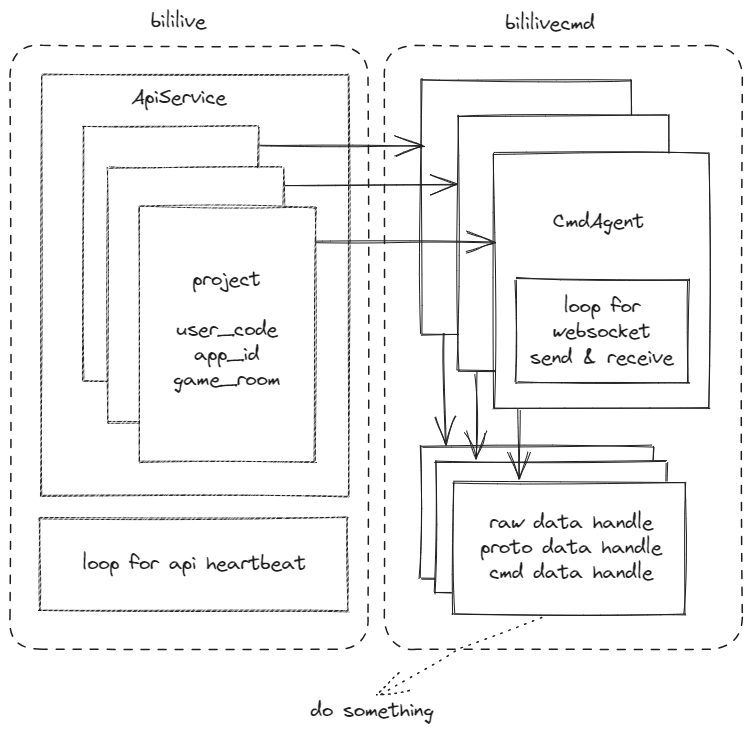 bililive
bililivecmd
ApiService
project
user_code
app_id
game_room
loop for api heartbeat
CmdAgent
loop for
websocket
send & receive
raw data handle
proto data handle
cmd data handle
do something